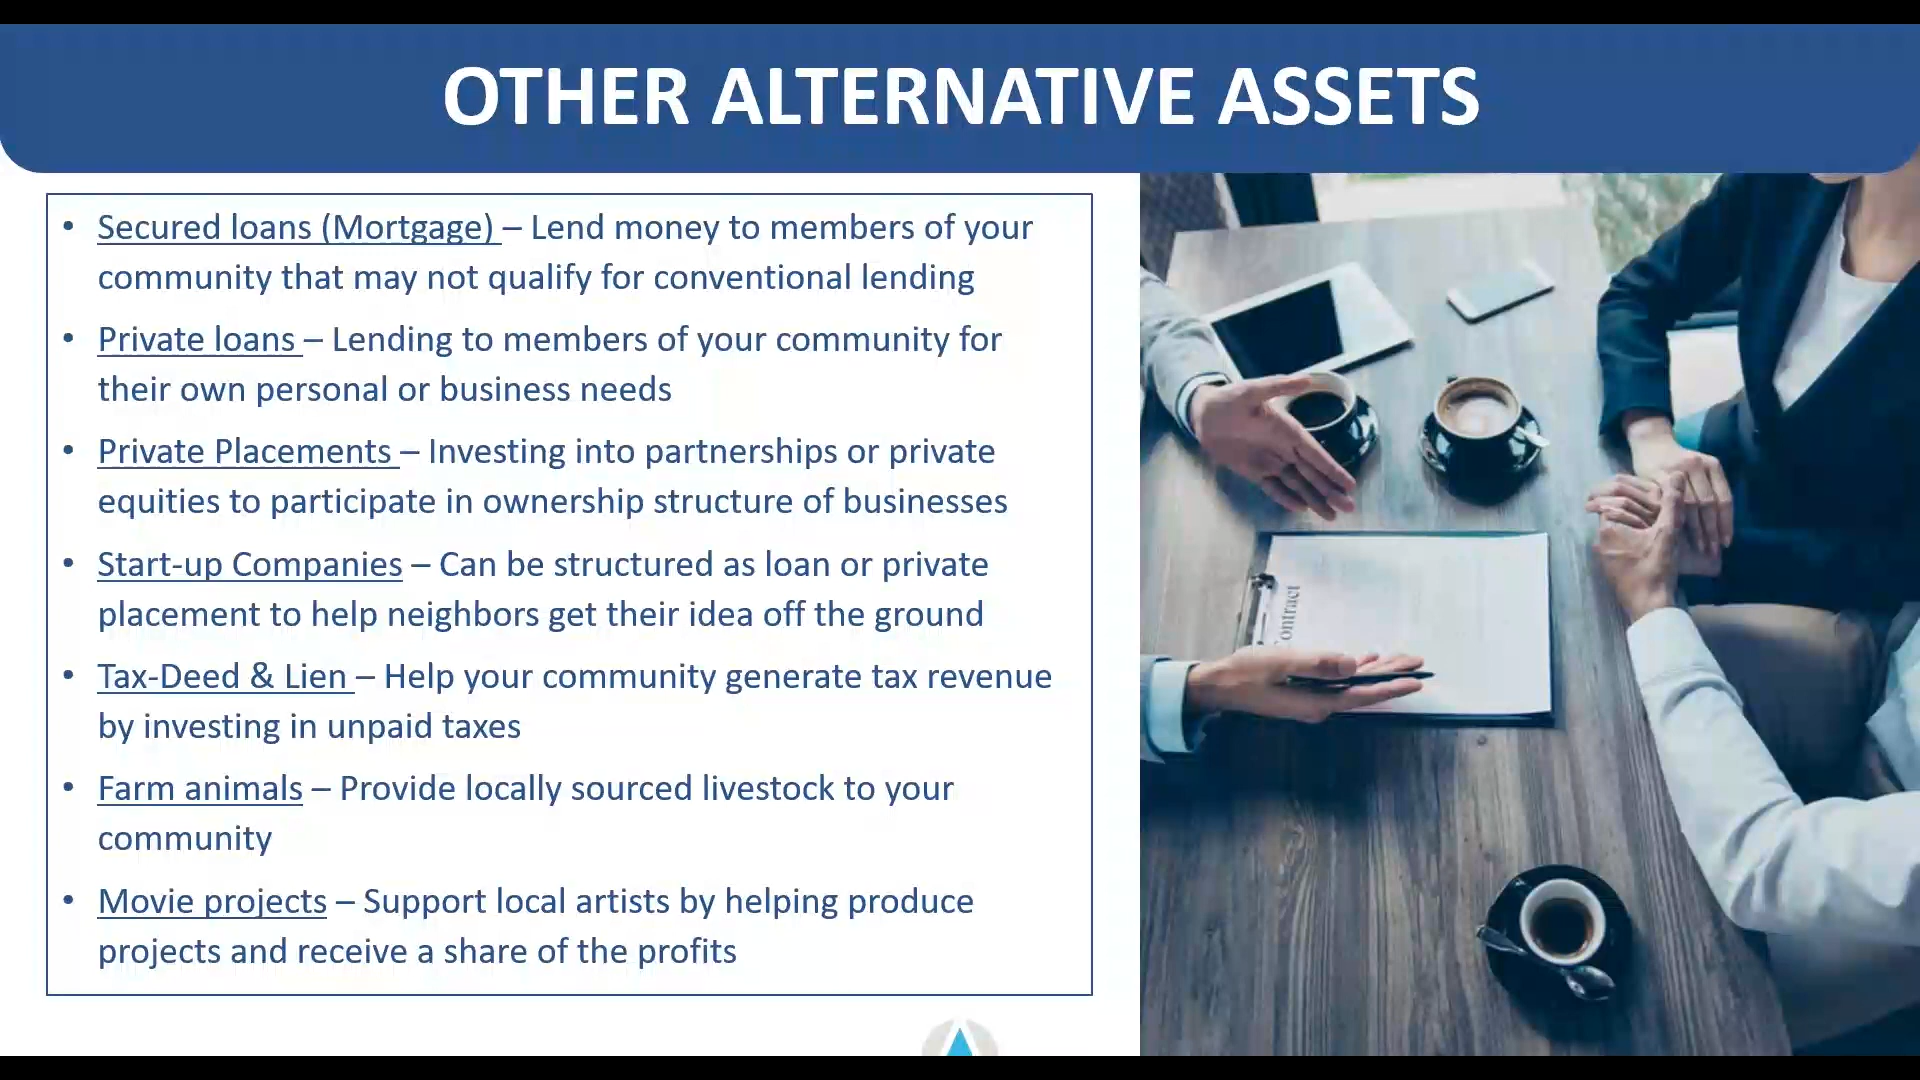 OTHER ALTERNATIVE ASSETS
• Secured loans (Mortgage) – Lend money to members of your
community that may not qualify for conventional lending
• Private loans – Lending to members of your community for
their own personal or business needs
• Private Placements – Investing into partnerships or private
equities to participate in ownership structure of businesses
• Start-up Companies – Can be structured as loan or private
placement to help neighbors get their idea off the ground
• Tax-Deed & Lien – Help your community generate tax revenue
by investing in unpaid taxes
• Farm animals – Provide locally sourced livestock to your
community
• Movie projects – Support local artists by helping produce
projects and receive a share of the profits
ontract